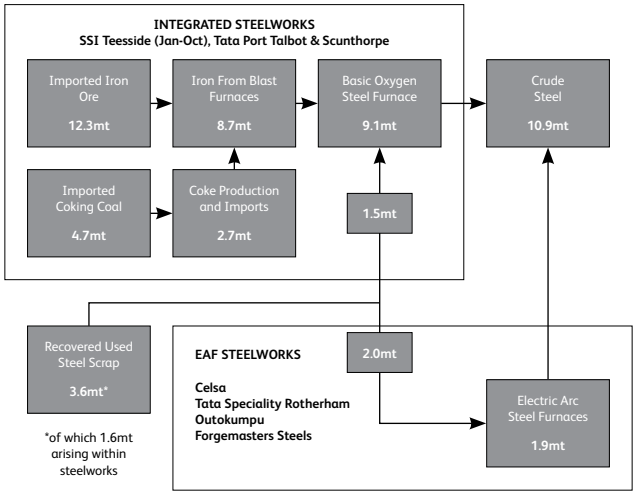 INTEGRATED STEELWORKS
SSI Teesside (Jan-Oct), Tata Port Talbot & Scunthorpe
Imported Iron
Ore
12.3mt
Iron From Blast
Furnaces
8.7mt
Basic Oxygen
Steel Furnace
9.1mt
Crude
Steel
10.9mt
Imported
Coking Coal
4.7mt
Coke Production
and Imports
2.7mt
1.5mt
Recovered Used
Steel Scrap
3.6mt*
*of which 1.6mt
arising within
steelworks
EAF STEELWORKS
Celsa
Tata Speciality Rotherham
Outokumpu
Forgemasters Steels
2.0mt
Electric Arc
Steel Furnaces
1.9mt